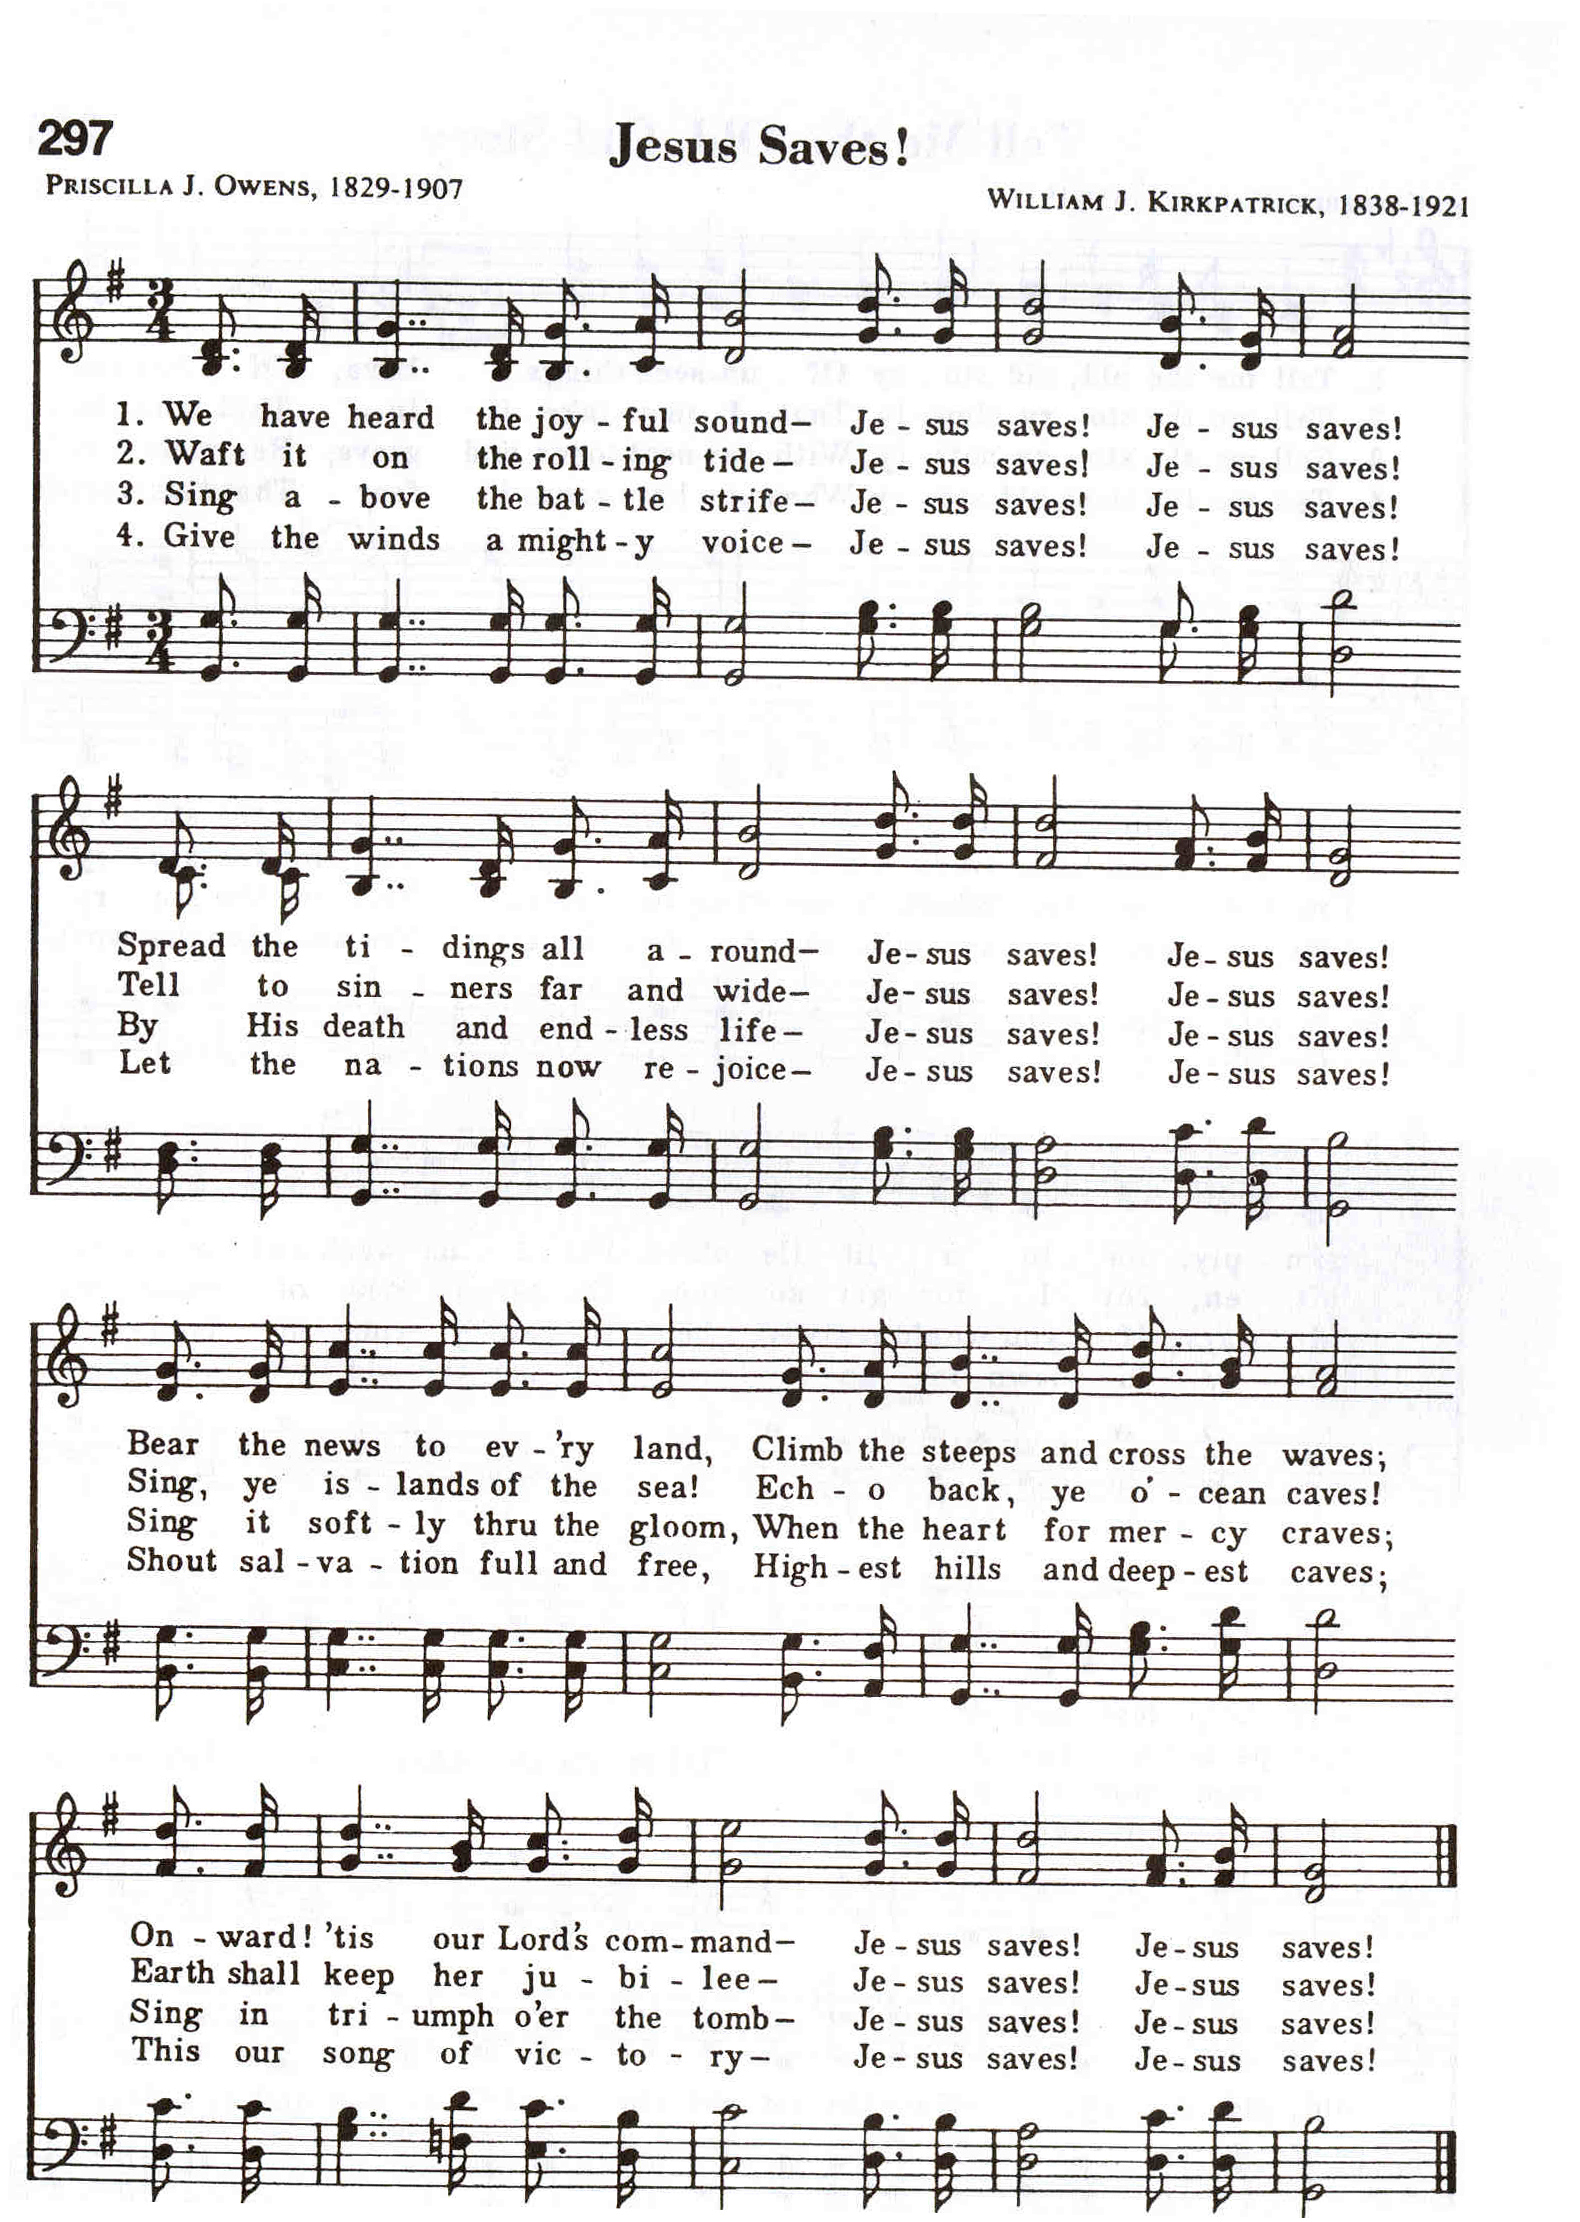 297
Jesus Saves!
PRISCILLA J. OWENS, 1829-1907
WILLIAM J. KIRKPATRICK, 1838-1921
1. We have heard the joy - ful sound— Je - sus saves! Je - sus saves!
2. Waft it on the roll - ing tide— Je - sus saves! Je - sus saves!
3. Sing a - bove the bat - tle strife— Je - sus saves! Je - sus saves!
4. Give the winds a might - y voice— Je - sus saves! Je - sus saves!
Spread the ti - dings all a - round— Je - sus saves! Je - sus saves!
Tell to sin - ners far and wide— Je - sus saves! Je - sus saves!
By His death and end - less life— Je - sus saves! Je - sus saves!
Let the na - tions now re - joice— Je - sus saves! Je - sus saves!
Bear the news to ev - 'ry land, Climb the steeps and cross the waves;
Sing, ye is - lands of the sea! Ech - o back, ye o' - cean caves!
Sing it soft - ly thru the gloom, When the heart for mer - cy craves;
Shout sal - va - tion full and free, High - est hills and deep - est caves;
On - ward! 'tis our Lord's com - mand— Je - sus saves! Je - sus saves!
Earth shall keep her ju - bi - lee— Je - sus saves! Je - sus saves!
Sing in tri - umph o'er the tomb— Je - sus saves! Je - sus saves!
This our song of vic - to - ry— Je - sus saves! Je - sus saves!